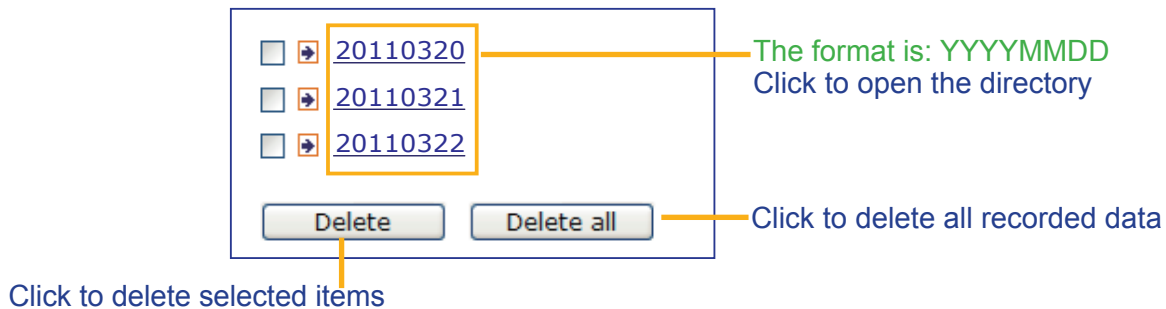 20110320
The format is: YYYYMMDD
Click to open the directory
20110321
20110322
Delete
Delete all
Click to delete all recorded data
Click to delete selected items